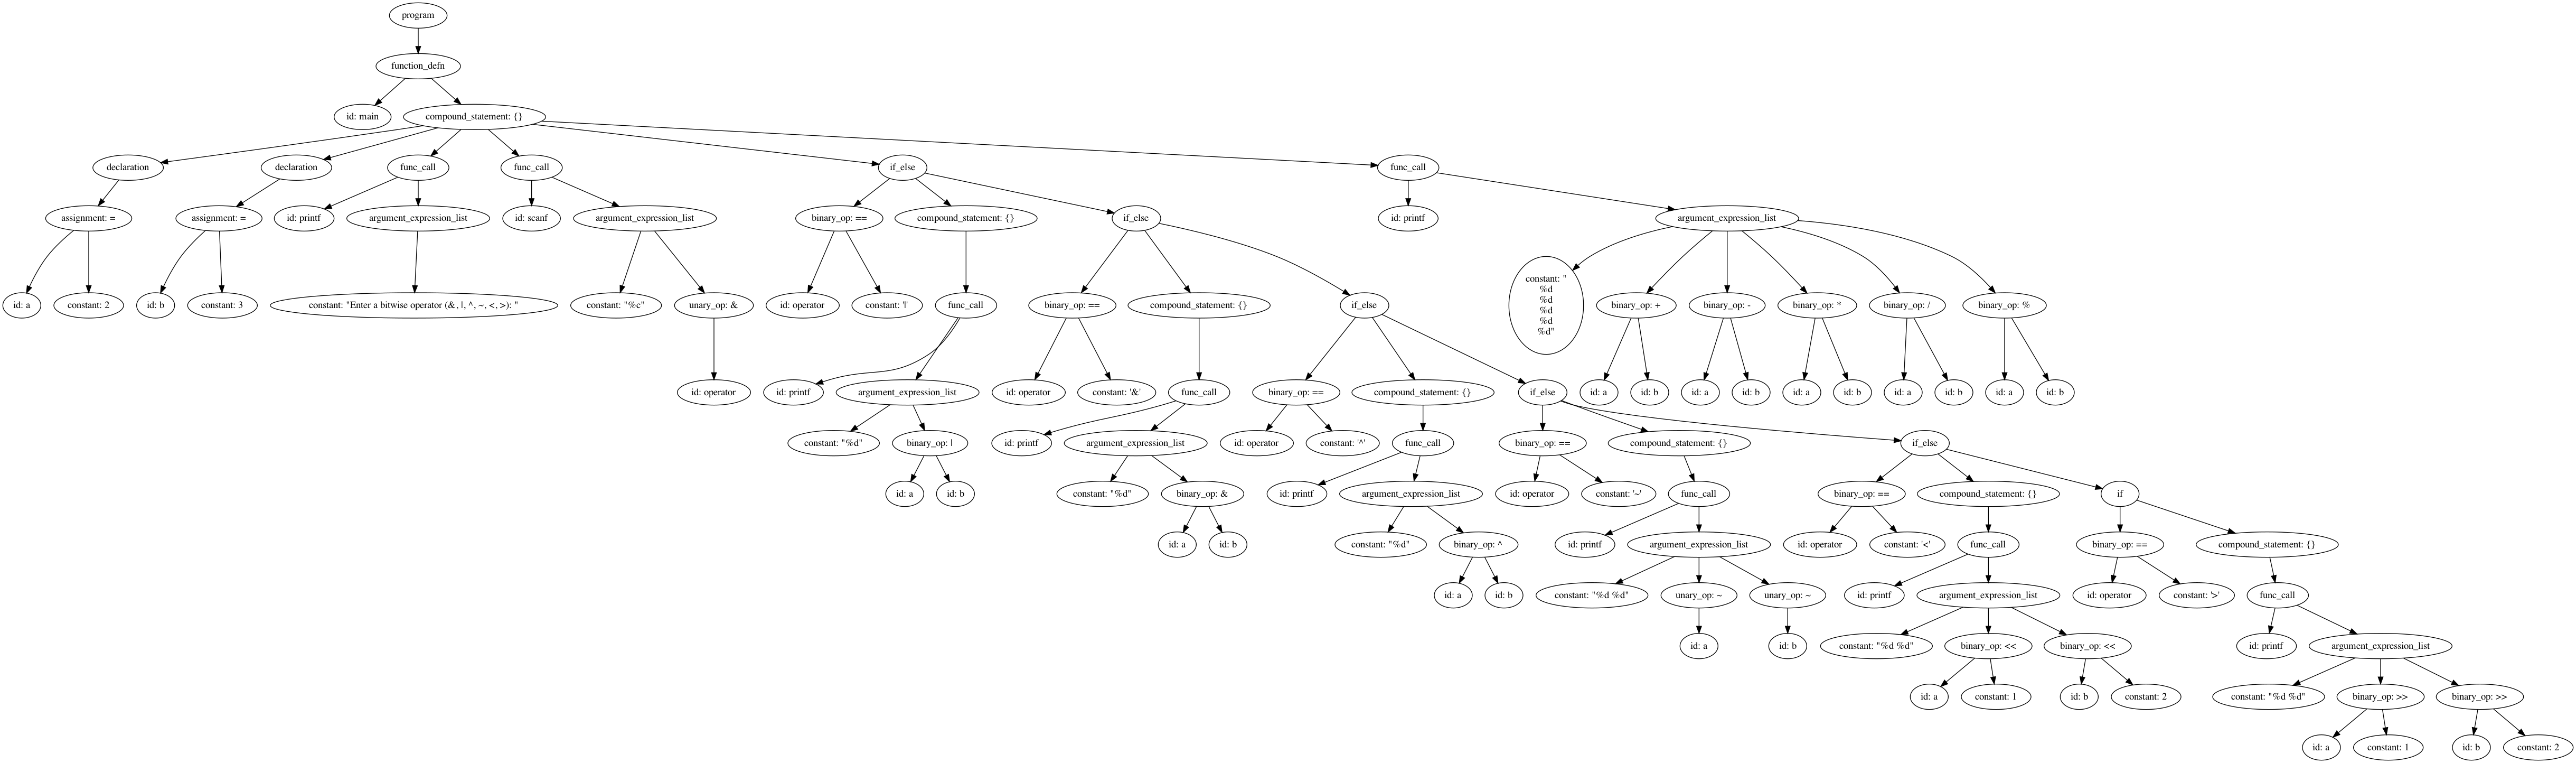 program
function_defn
id: main
compound_statement: {}
declaration
declaration
func_call
func_call
if_else
func_call
assignment: =
assignment: =
id: printf
argument_expression_list
id: scanf
argument_expression_list
binary_op: ==
compound_statement: {}
if_else
id: printf
argument_expression_list
id: a
constant: 2
id: b
constant: 3
constant: "Enter a bitwise operator (&, |, ^, ~, <, >): "
constant: "%c"
unary_op: &
id: operator
constant: '|'
func_call
binary_op: ==
compound_statement: {}
if_else
constant: "
%d
%d
%d
%d
%d"
binary_op: +
binary_op: -
binary_op: *
binary_op: /
binary_op: %
id: operator
id: printf
argument_expression_list
id: operator
constant: '&'
func_call
binary_op: ==
compound_statement: {}
if_else
id: a
id: b
id: a
id: b
id: a
id: b
id: a
id: b
id: a
id: b
constant: "%d"
binary_op: |
id: printf
argument_expression_list
id: operator
constant: '^'
func_call
binary_op: ==
compound_statement: {}
if_else
id: a
id: b
constant: "%d"
binary_op: &
id: printf
argument_expression_list
id: operator
constant: '~'
func_call
binary_op: ==
compound_statement: {}
if
id: a
id: b
constant: "%d"
binary_op: ^
id: printf
argument_expression_list
id: operator
constant: '<'
func_call
binary_op: ==
compound_statement: {}
id: a
id: b
constant: "%d %d"
unary_op: ~
unary_op: ~
id: printf
argument_expression_list
id: operator
constant: '>'
func_call
id: a
id: b
constant: "%d %d"
binary_op: <<
binary_op: <<
id: printf
argument_expression_list
id: a
constant: 1
id: b
constant: 2
constant: "%d %d"
binary_op: >>
binary_op: >>
id: a
constant: 1
id: b
constant: 2